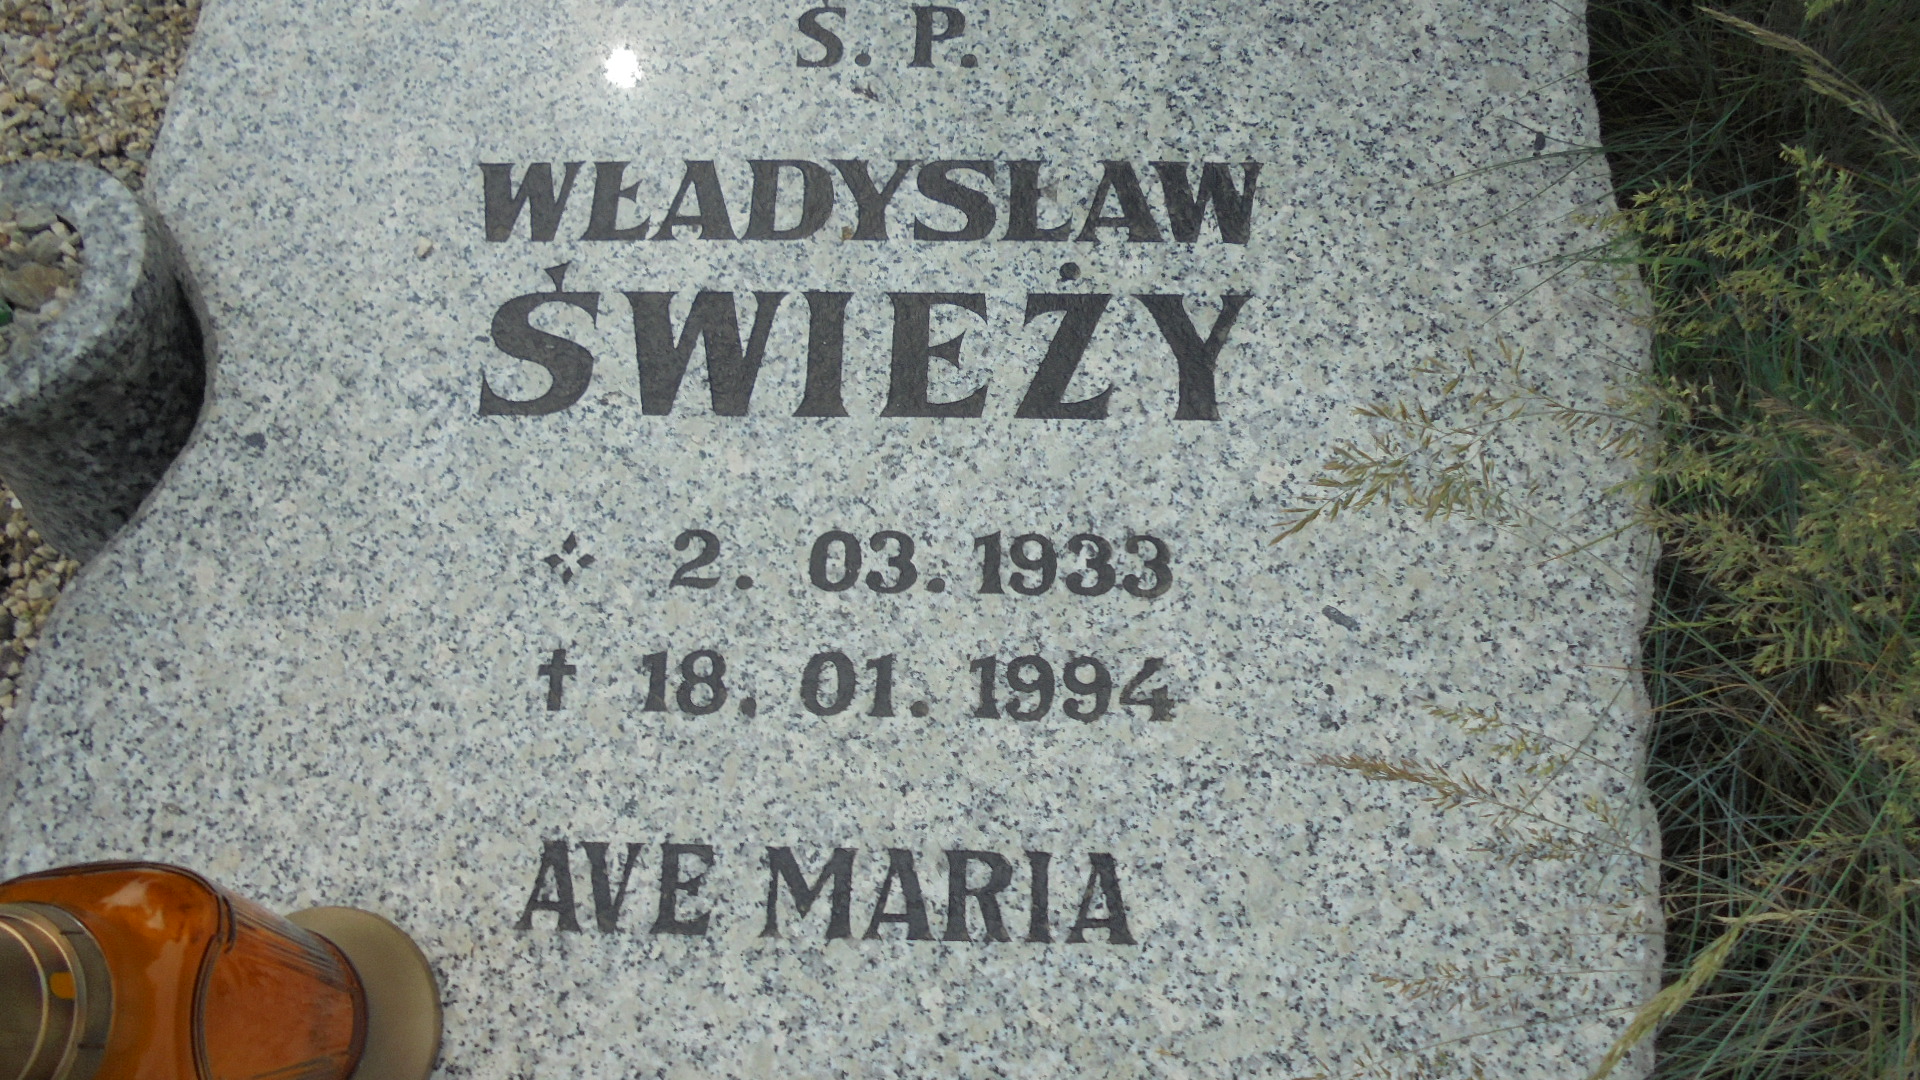 Ś. P.
WŁADYSŁAW
ŚWIEŻY
2. 03. 1933
† 18. 01. 1994
AVE MARIA